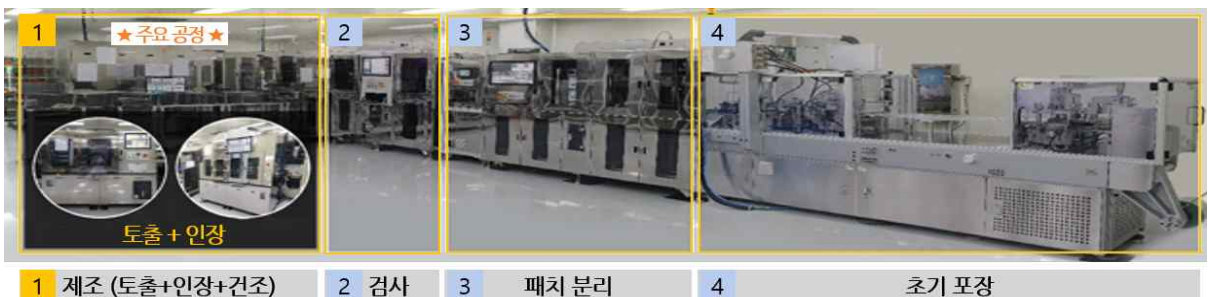 1 ★주요 공정★ 2 3 4
토출 + 인장
1 제조 (토출+인장+건조) 2 검사 3 패치 분리 4 초기 포장